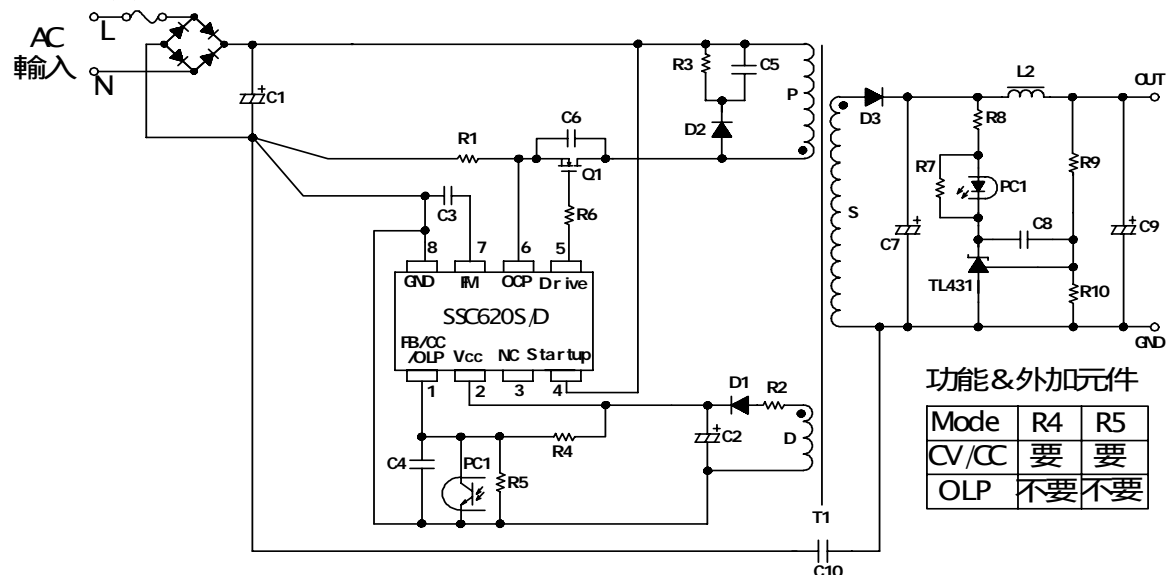 AC
輸入
L
N
C1
R1
C6
Q1
R6
C3
R3
C5
D2
P
S
D3
C7
R8
R7
PC1
C8
TL431
L2
R9
R10
C9
OUT
GND
8 7 6 5
GND FM OCP Drive
SSC620S/D
FB/CC
/OLP Vcc NC Startup
1 2 3 4
C4
PC1
R5
R4
C2
D1
R2
D
T1
C10
功能&外加元件
Mode R4 R5
CV/CC 要 要
OLP 不要 不要